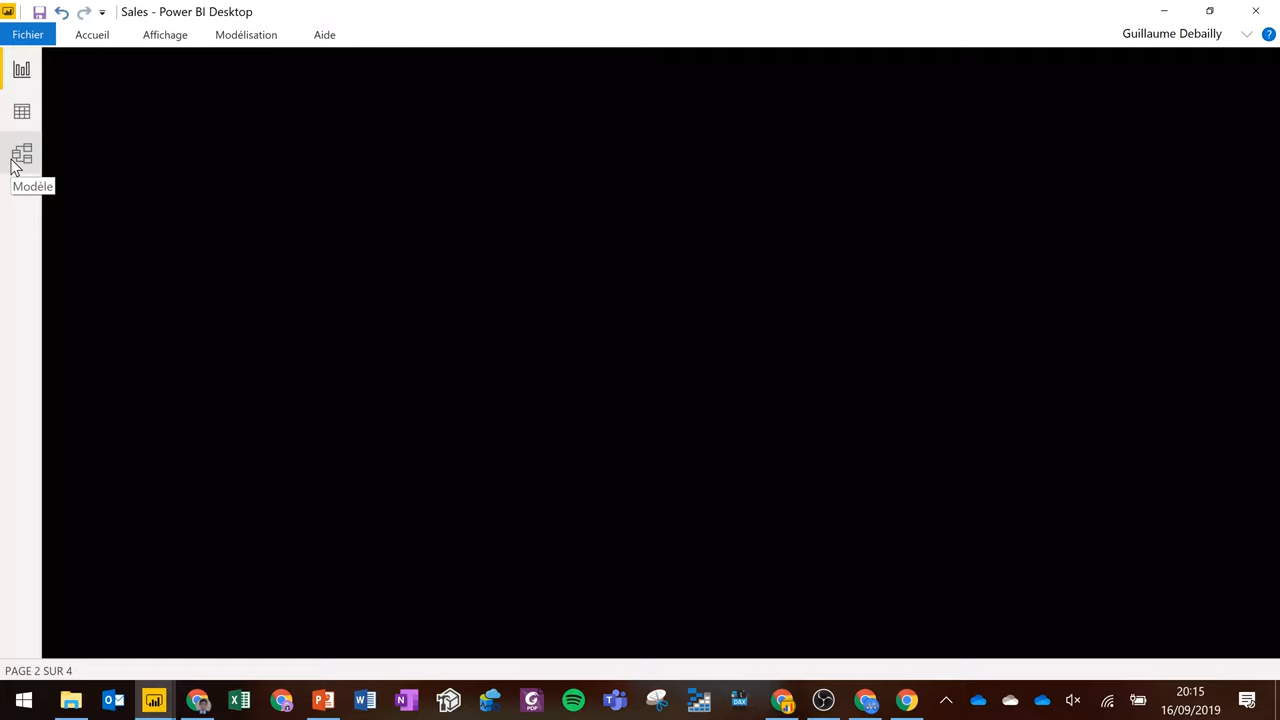 Sales - Power BI Desktop
Fichier Accueil Affichage Modélisation Aide Guillaume Debailly ?
Modèle
PAGE 2 SUR 4
20:15
16/09/2019